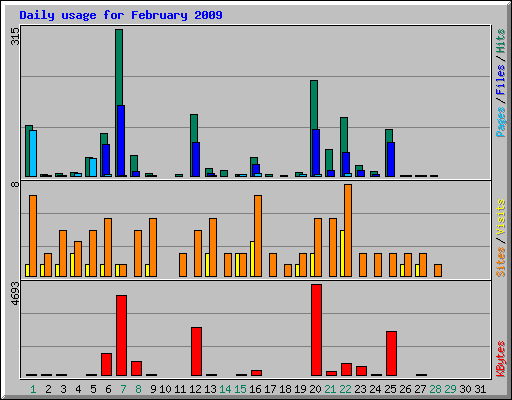 Daily usage for February 2009
315
Pages / Files / Hits
8
Sites / Visits
4693
KBytes
1 2 3 4 5 6 7 8 9 10 11 12 13 14 15 16 17 18 19 20 21 22 23 24 25 26 27 28 29 30 31